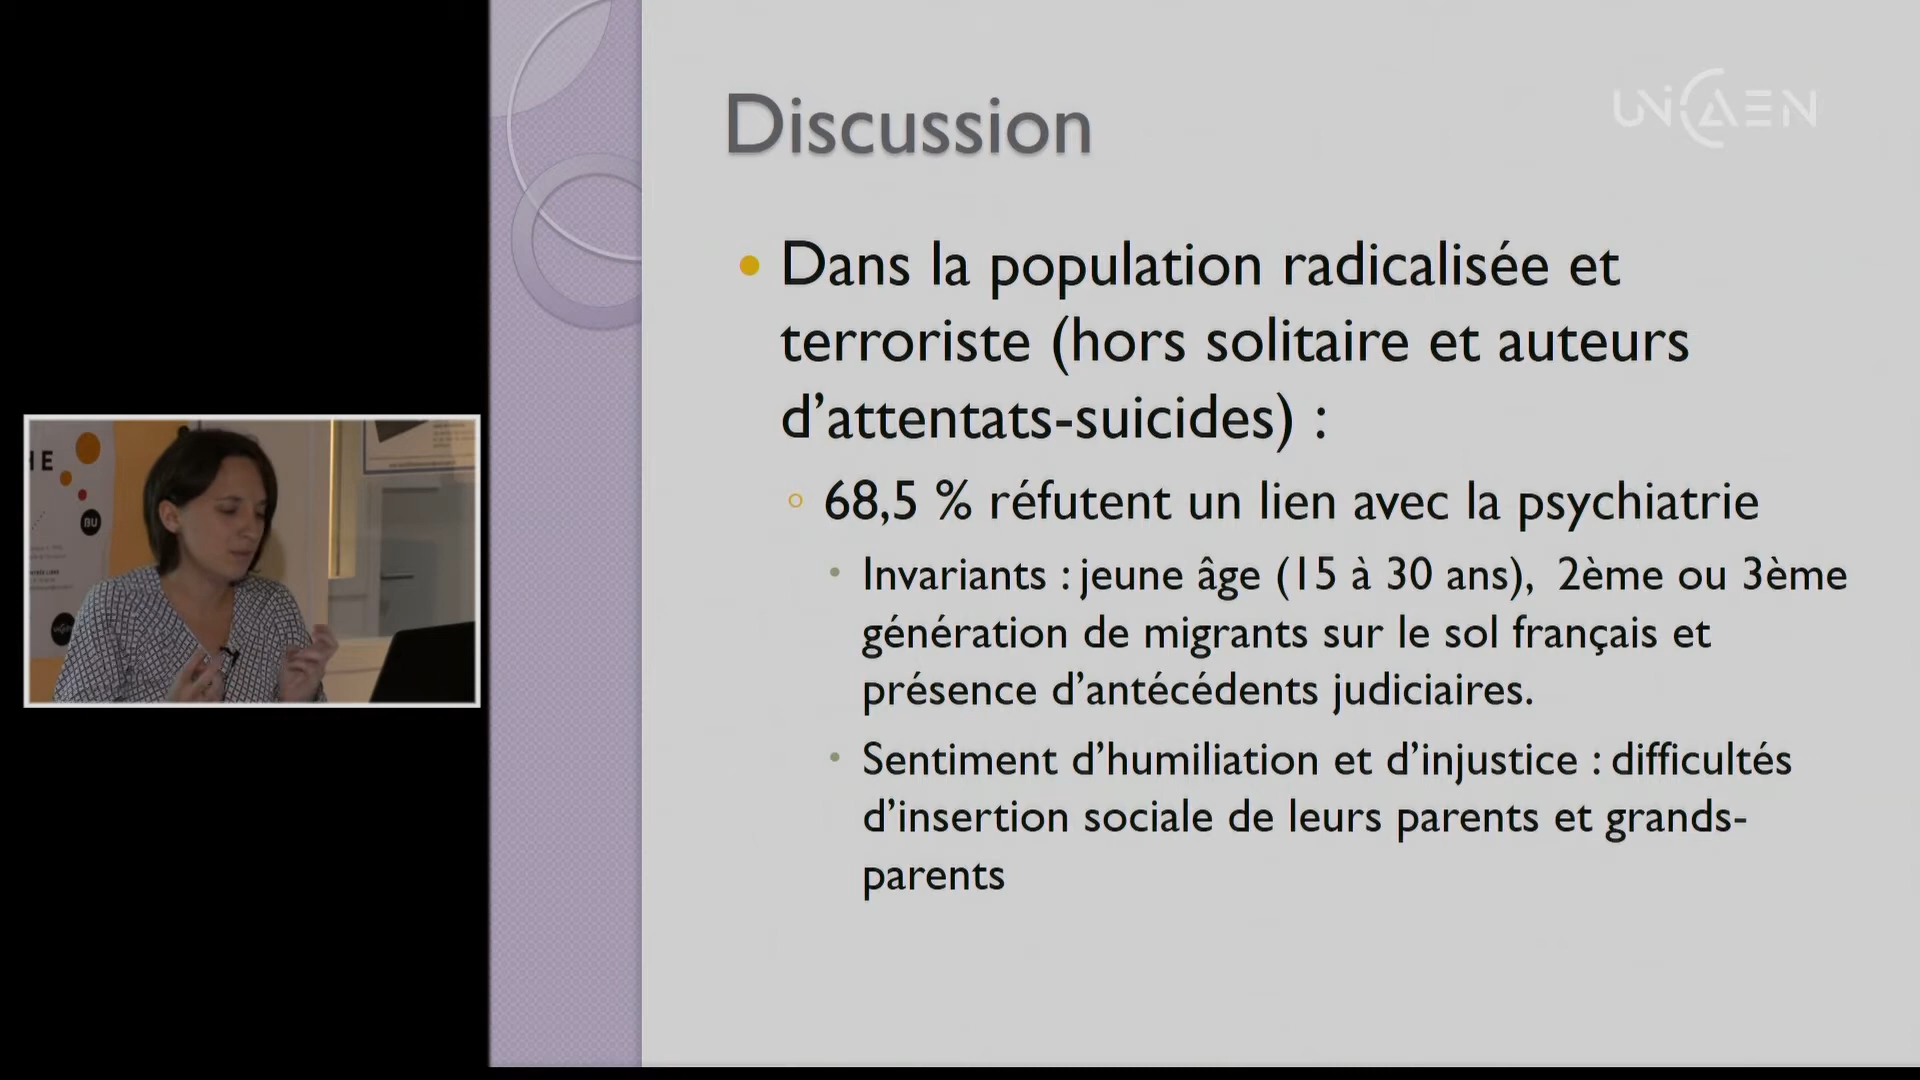 UNICAEN
Discussion
• Dans la population radicalisée et
terroriste (hors solitaire et auteurs
d’attentats-suicides) :
◦ 68,5 % réfutent un lien avec la psychiatrie
• Invariants : jeune âge (15 à 30 ans), 2ème ou 3ème
génération de migrants sur le sol français et
présence d’antécédents judiciaires.
• Sentiment d’humiliation et d’injustice : difficultés
d’insertion sociale de leurs parents et grands-
parents
HE
BU